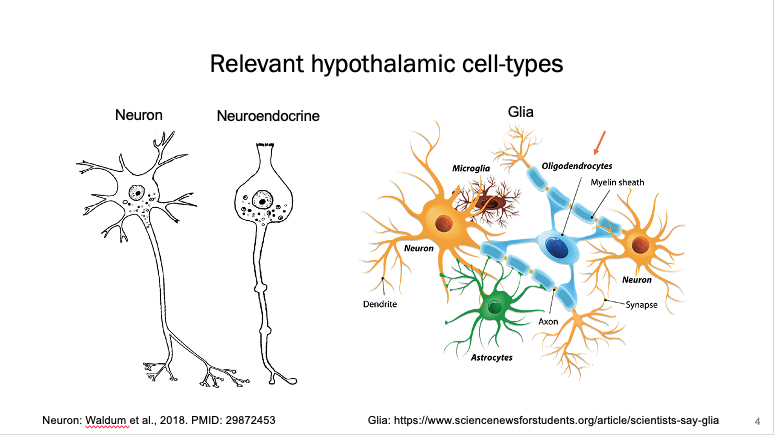 Relevant hypothalamic cell-types
Neuron
Neuroendocrine
Glia
Microglia
Oligodendrocytes
Myelin sheath
Neuron
Neuron
Dendrite
Synapse
Axon
Astrocytes
Neuron: Waldum et al., 2018. PMID: 29872453
Glia: https://www.sciencenewsforstudents.org/article/scientists-say-glia
4